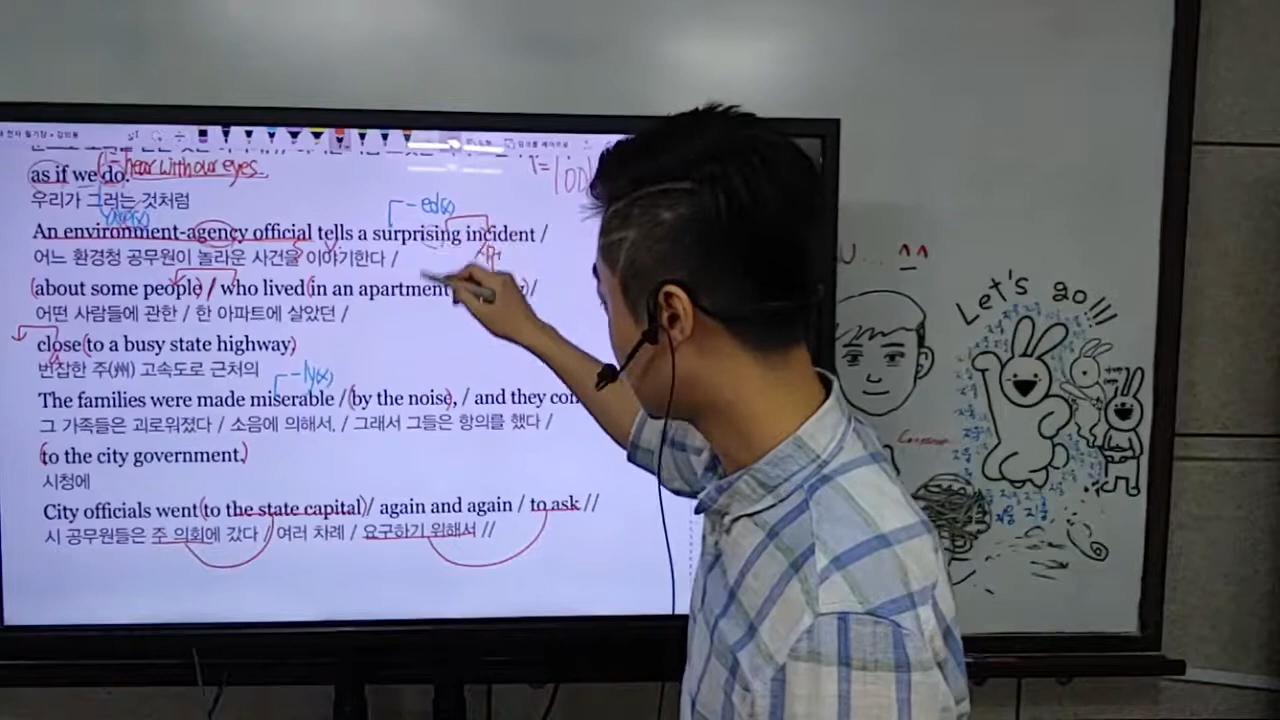 as if we do. hear with our eyes.
우리가 그러는 것처럼
-ed(x)
An environment-agency official tells a surprising incident /
어느 환경청 공무원이 놀라운 사건을 이야기한다 /
(about some people) / who lived (in an apartment
어떤 사람들에 관한 / 한 아파트에 살았던 /
close (to a busy state highway)
번잡한 주(州) 고속도로 근처의
-ly(x)
The families were made miserable / (by the noise), / and they
그 가족들은 괴로워졌다 / 소음에 의해서, / 그래서 그들은 항의를 했다 /
(to the city government.)
시청에
City officials went (to the state capital) / again and again / to ask //
시 공무원들은 주 의회에 갔다 / 여러 차례 / 요구하기 위해서 //
Let's go!!!